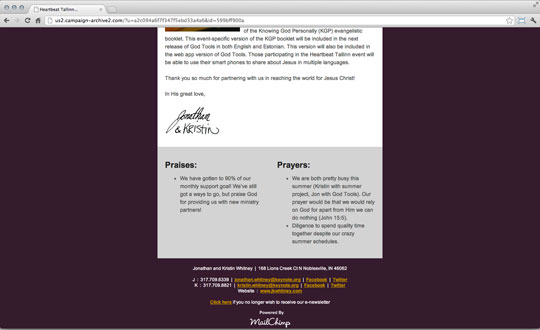 Heartbeat Tallinn...
us2.campaign-archive2.com/?u=a2c094a6f7f347f5ebd33a4a6&id=599bff900a
of the Knowing God Personally (KGP) evangelistic
booklet. This event-specific version of the KGP booklet will be included in the next
release of God Tools in both English and Estonian. This version will also be included in
the web app version of God Tools. Those participating in the Heartbeat Tallinn event will
be able to use their smart phones to share about Jesus in multiple languages.
Thank you so much for partnering with us in reaching the world for Jesus Christ!
In His great love,
Jonathan
& Kristin
Praises:
• We have gotten to 90% of our
monthly support goal! We've still
got a ways to go, but praise God
for providing us with new ministry
partners!
Prayers:
• We are both pretty busy this
summer (Kristin with summer
project, Jon with God Tools). Our
prayer would be that we would rely
on God for apart from Him we can
do nothing (John 15:5).
• Diligence to spend quality time
together despite our crazy
summer schedules.
Jonathan and Kristin Whitney | 168 Lions Creek Ct N Noblesville, IN 46062
J : 317.709.8339 | jonathan.whitney@keynote.org | Facebook | Twitter
K : 317.709.8821 | kristin.whitney@keynote.org | Facebook | Twitter
Website : www.jkwhitney.com
Click here if you no longer wish to receive our e-newsletter
Powered By
MailChimp